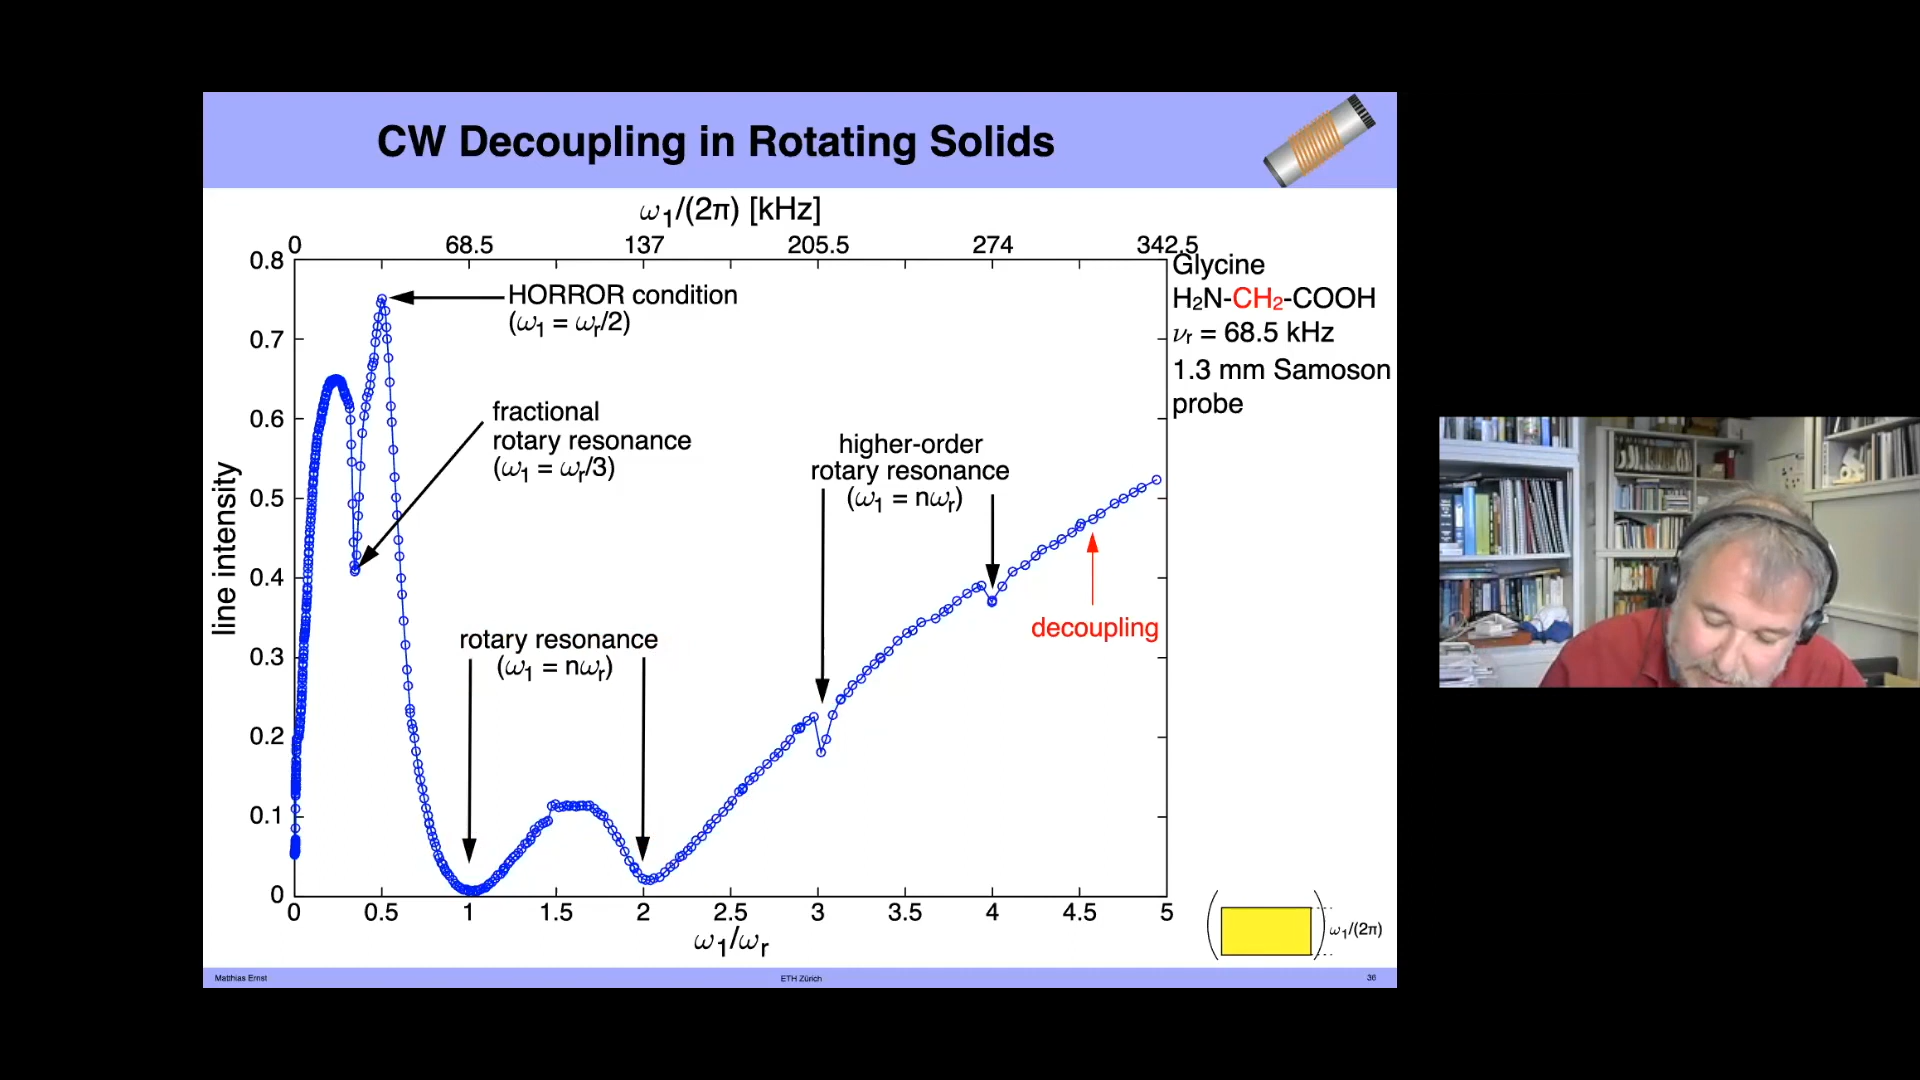 CW Decoupling in Rotating Solids
ω₁/(2π) [kHz]
0 68.5 137 205.5 274 342.5
0.8
0.7
0.6
0.5
0.4
0.3
0.2
0.1
0
line intensity
HORROR condition
(ω₁ = ωᵣ/2)
fractional
rotary resonance
(ω₁ = ωᵣ/3)
rotary resonance
(ω₁ = nωᵣ)
higher-order
rotary resonance
(ω₁ = nωᵣ)
decoupling
Glycine
H₂N-CH₂-COOH
νᵣ = 68.5 kHz
1.3 mm Samoson
probe
0 0.5 1 1.5 2 2.5 3 3.5 4 4.5 5
ω₁/ωᵣ
ω₁/(2π)
Matthias Ernst
ETH Zürich
36